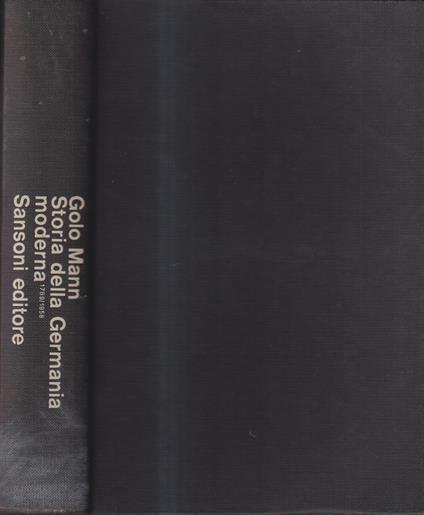 Golo Mann
Storia della Germania
moderna 1789/1958
Sansoni editore